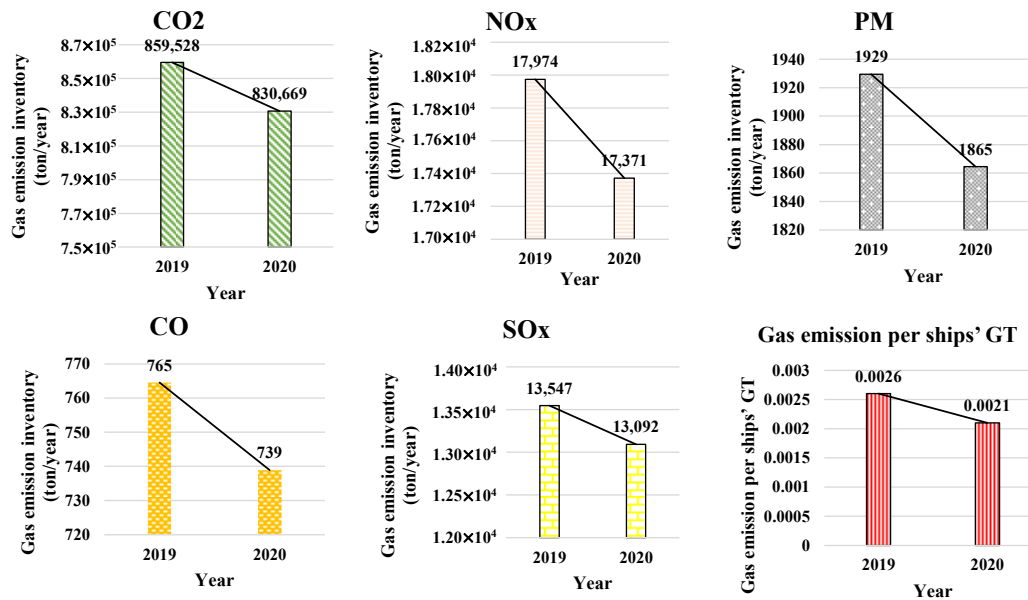 CO2
Gas emission inventory
(ton/year)
8.7×10⁵
8.5×10⁵
8.3×10⁵
8.1×10⁵
7.9×10⁵
7.7×10⁵
7.5×10⁵
859,528
830,669
2019
2020
Year
NOx
Gas emission inventory
(ton/year)
1.82×10⁴
1.80×10⁴
1.78×10⁴
1.76×10⁴
1.74×10⁴
1.72×10⁴
1.70×10⁴
17,974
17,371
2019
2020
Year
PM
Gas emission inventory
(ton/year)
1940
1920
1900
1880
1860
1840
1820
1929
1865
2019
2020
Year
CO
Gas emission inventory
(ton/year)
770
760
750
740
730
720
765
739
2019
2020
Year
SOx
Gas emission inventory
(ton/year)
1.40×10⁴
1.35×10⁴
1.30×10⁴
1.25×10⁴
1.20×10⁴
13,547
13,092
2019
2020
Year
Gas emission per ships' GT
Gas emission per ships' GT
0.003
0.0025
0.002
0.0015
0.001
0.0005
0
0.0026
0.0021
2019
2020
Year